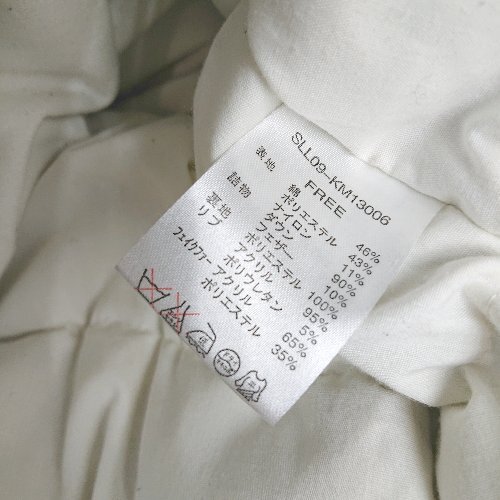 SLL09-KM13006
FREE
表地 綿 46%
ポリエステル 43%
ナイロン 11%
詰物 ダウン 90%
フェザー 10%
裏地 ポリエステル 100%
リブ アクリル 95%
ポリウレタン 5%
フェイクファー アクリル 65%
ポリエステル 35%